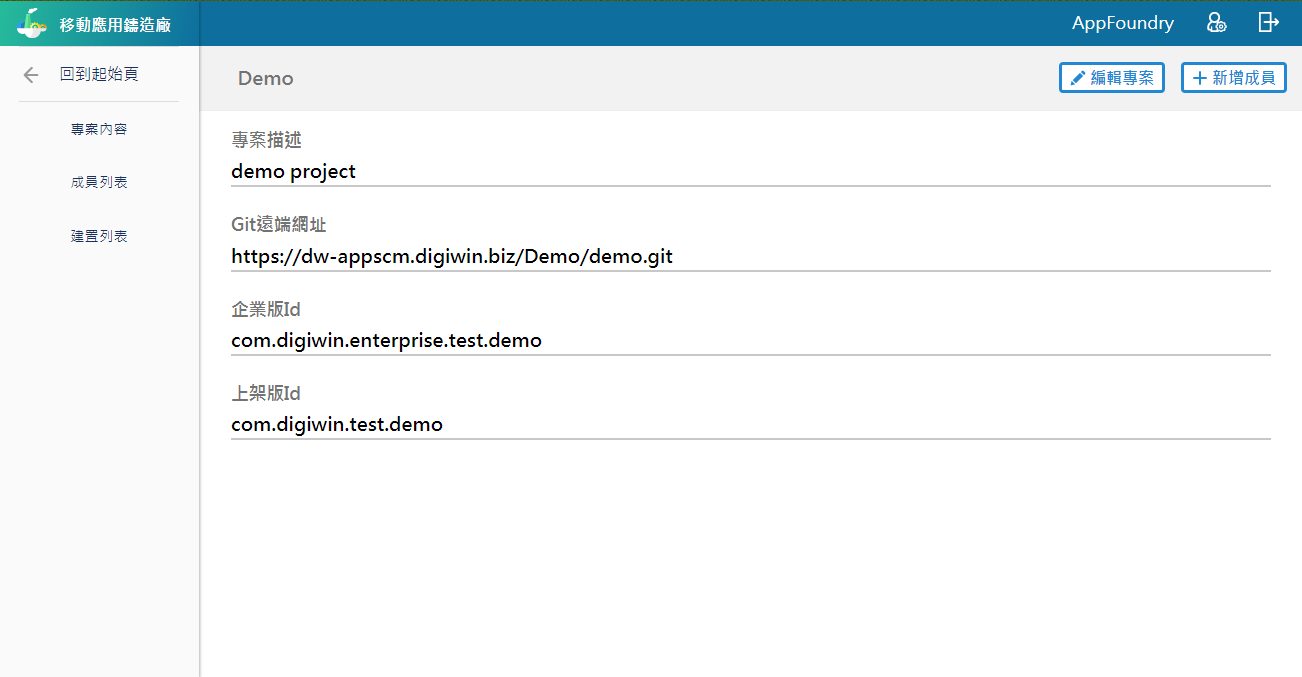 移動應用鑄造廠
AppFoundry
回到起始頁
Demo
編輯專案
新增成員
專案內容
成員列表
建置列表
專案描述
demo project
Git遠端網址
https://dw-appscm.digiwin.biz/Demo/demo.git
企業版Id
com.digiwin.enterprise.test.demo
上架版Id
com.digiwin.test.demo